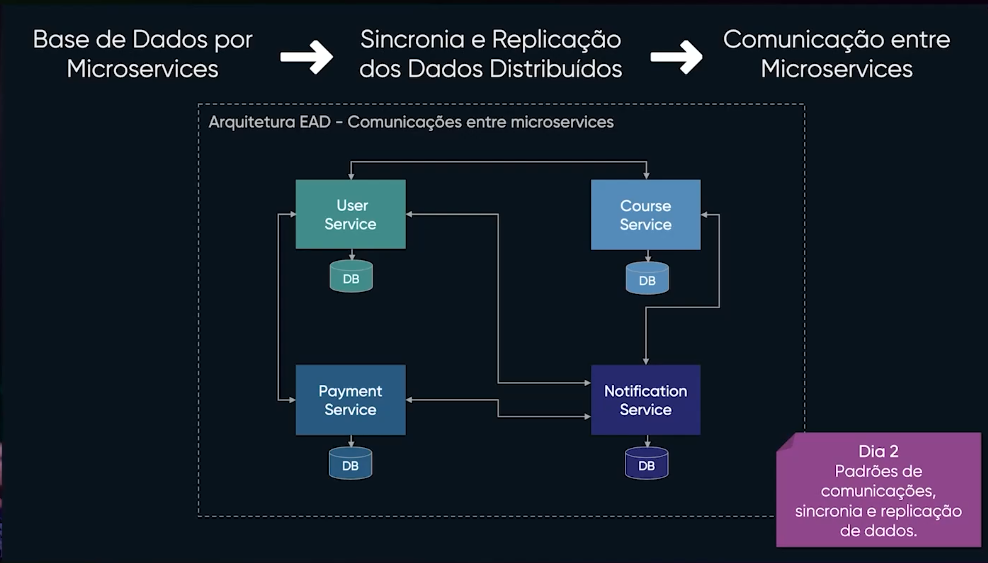 Base de Dados por
Microservices
Sincronia e Replicação
dos Dados Distribuídos
Comunicação entre
Microservices
Arquitetura EAD - Comunicações entre microservices
User
Service
DB
Course
Service
DB
Payment
Service
DB
Notification
Service
DB
Dia 2
Padrões de
comunicações,
sincronia e replicação
de dados.